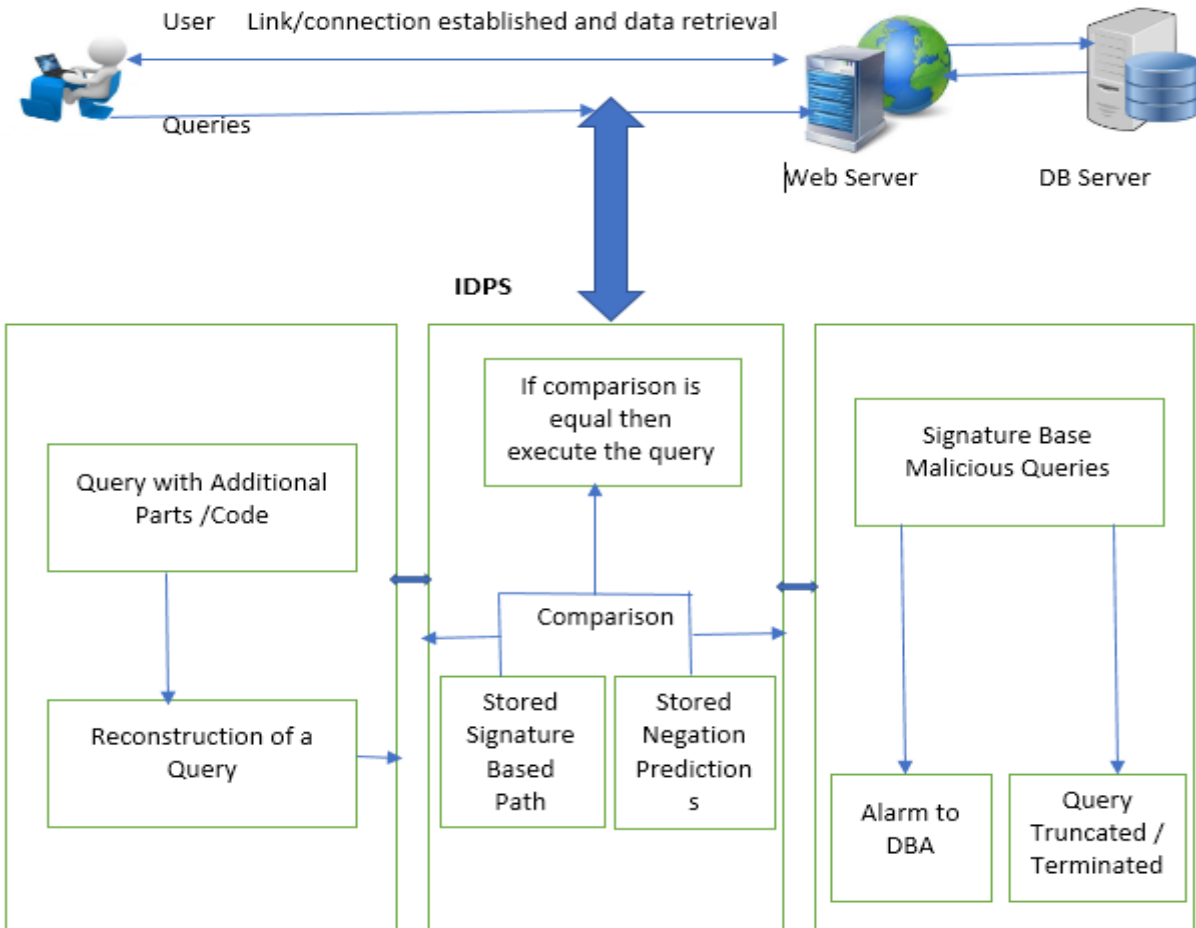 User Link/connection established and data retrieval
Queries
Web Server
DB Server
IDPS
Query with Additional
Parts /Code
Reconstruction of a
Query
If comparison is
equal then
execute the query
Comparison
Stored
Signature
Based
Path
Stored
Negation
Prediction
s
Signature Base
Malicious Queries
Alarm to
DBA
Query
Truncated /
Terminated